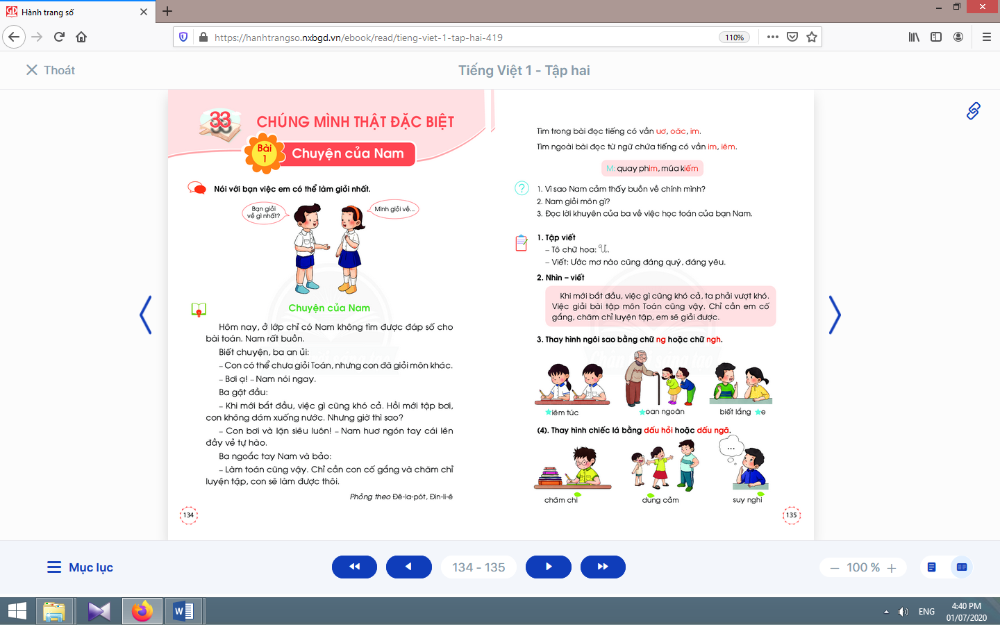 Hành trang số
https://hanhtrangso.nxbgd.vn/ebook/read/tieng-viet-1-tap-hai-419
110%
Thoát
Tiếng Việt 1 - Tập hai
33
CHÚNG MÌNH THẬT ĐẶC BIỆT
Bài
1
Chuyện của Nam
Nói với bạn việc em có thể làm giỏi nhất.
Bạn giỏi
về gì nhất?
Mình giỏi về...
Chuyện của Nam
Hôm nay, ở lớp chỉ có Nam không tìm được đáp số cho
bài toán. Nam rất buồn.
Biết chuyện, ba an ủi:
– Con có thể chưa giỏi Toán, nhưng con đã giỏi môn khác.
– Bơi ạ! – Nam nói ngay.
Ba gật đầu:
– Khi mới bắt đầu, việc gì cũng khó cả. Hồi mới tập bơi,
con không dám xuống nước. Nhưng giờ thì sao?
– Con bơi và lặn siêu luôn! – Nam huơ ngón tay cái lên
đầy vẻ tự hào.
Ba ngoắc tay Nam và bảo:
– Làm toán cũng vậy. Chỉ cần con cố gắng và chăm chỉ
luyện tập, con sẽ làm được thôi.
Phỏng theo Đê-la-pót, Đin-li-ê
134
Tìm trong bài đọc tiếng có vần uơ, oăc, im.
Tìm ngoài bài đọc từ ngữ chứa tiếng có vần im, iêm.
M: quay phim, múa kiếm
1. Vì sao Nam cảm thấy buồn về chính mình?
2. Nam giỏi môn gì?
3. Đọc lời khuyên của ba về việc học toán của bạn Nam.
1. Tập viết
– Tô chữ hoa: Ư.
– Viết: Ước mơ nào cũng đáng quý, đáng yêu.
2. Nhìn – viết
Khi mới bắt đầu, việc gì cũng khó cả, ta phải vượt khó.
Việc giải bài tập môn Toán cũng vậy. Chỉ cần em cố
gắng, chăm chỉ luyện tập, em sẽ giải được.
3. Thay hình ngôi sao bằng chữ ng hoặc chữ ngh.
★iêm túc
★oan ngoãn
biết lắng ★e
(4). Thay hình chiếc lá bằng dấu hỏi hoặc dấu ngã.
...
chăm chi
dung cảm
suy nghi
135
Mục lục
134 - 135
100 %
ENG
4:40 PM
01/07/2020